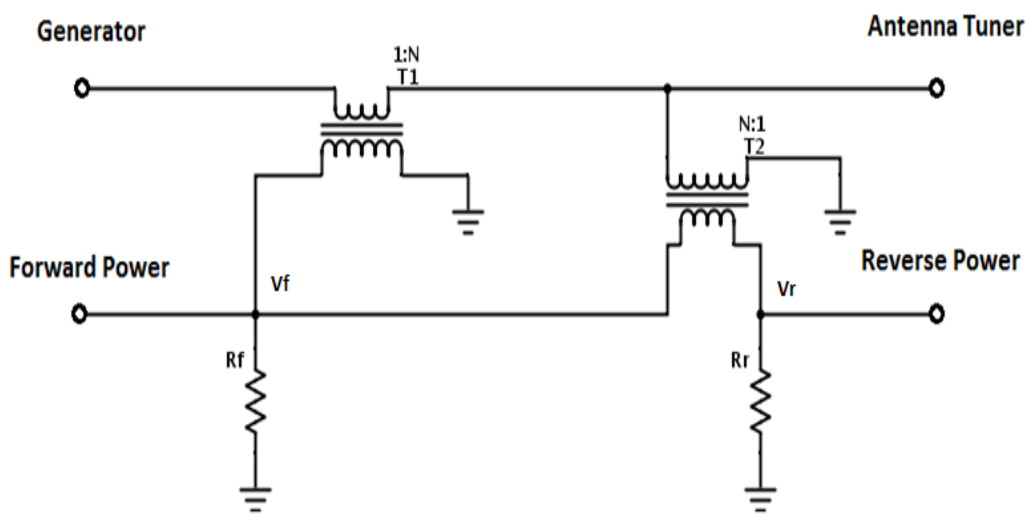 Generator
Antenna Tuner
1:N
T1
N:1
T2
Forward Power
Reverse Power
Vf
Vr
Rf
Rr